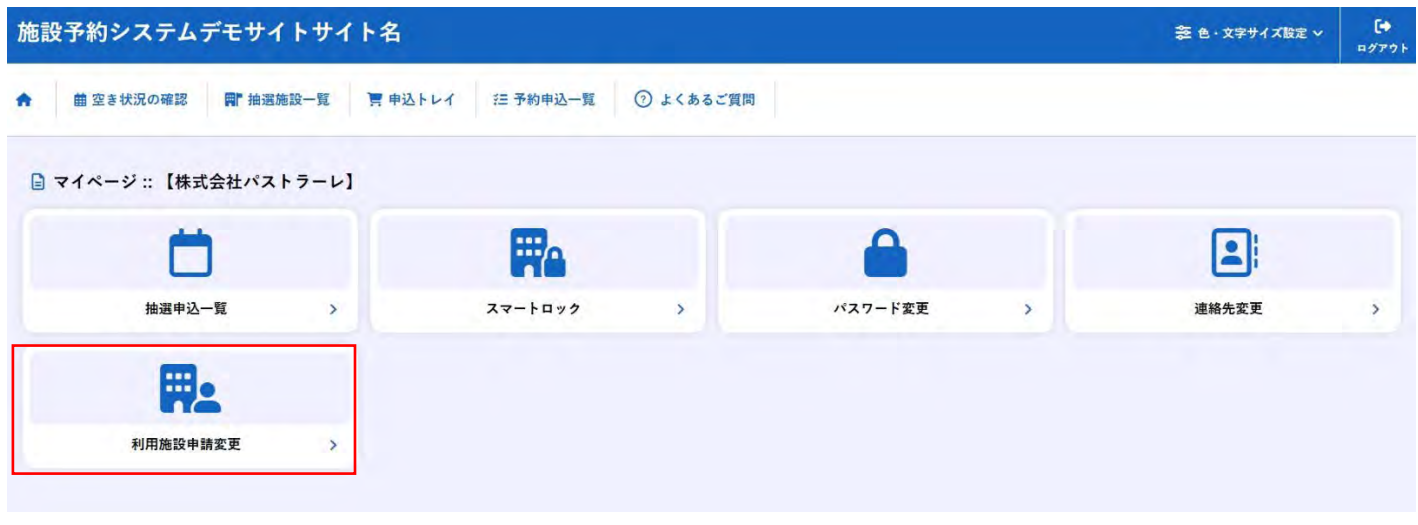 施設予約システムデモサイトサイト名
色・文字サイズ設定
ログアウト
空き状況の確認 抽選施設一覧 申込トレイ 予約申込一覧 よくあるご質問
マイページ :: 【株式会社パストラーレ】
抽選申込一覧 スマートロック パスワード変更 連絡先変更
利用施設申請変更